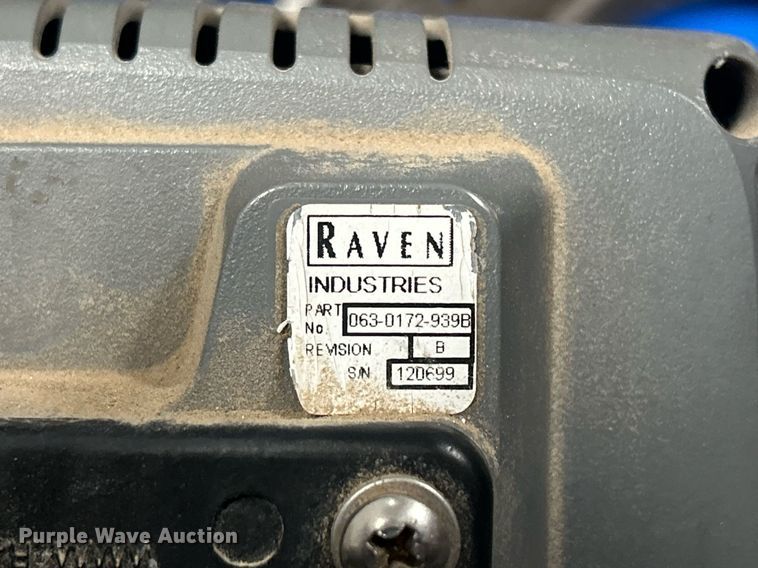 RAVEN
INDUSTRIES
PART
No. 063-0172-939B
REVISION B
S/N 120699
Purple Wave Auction